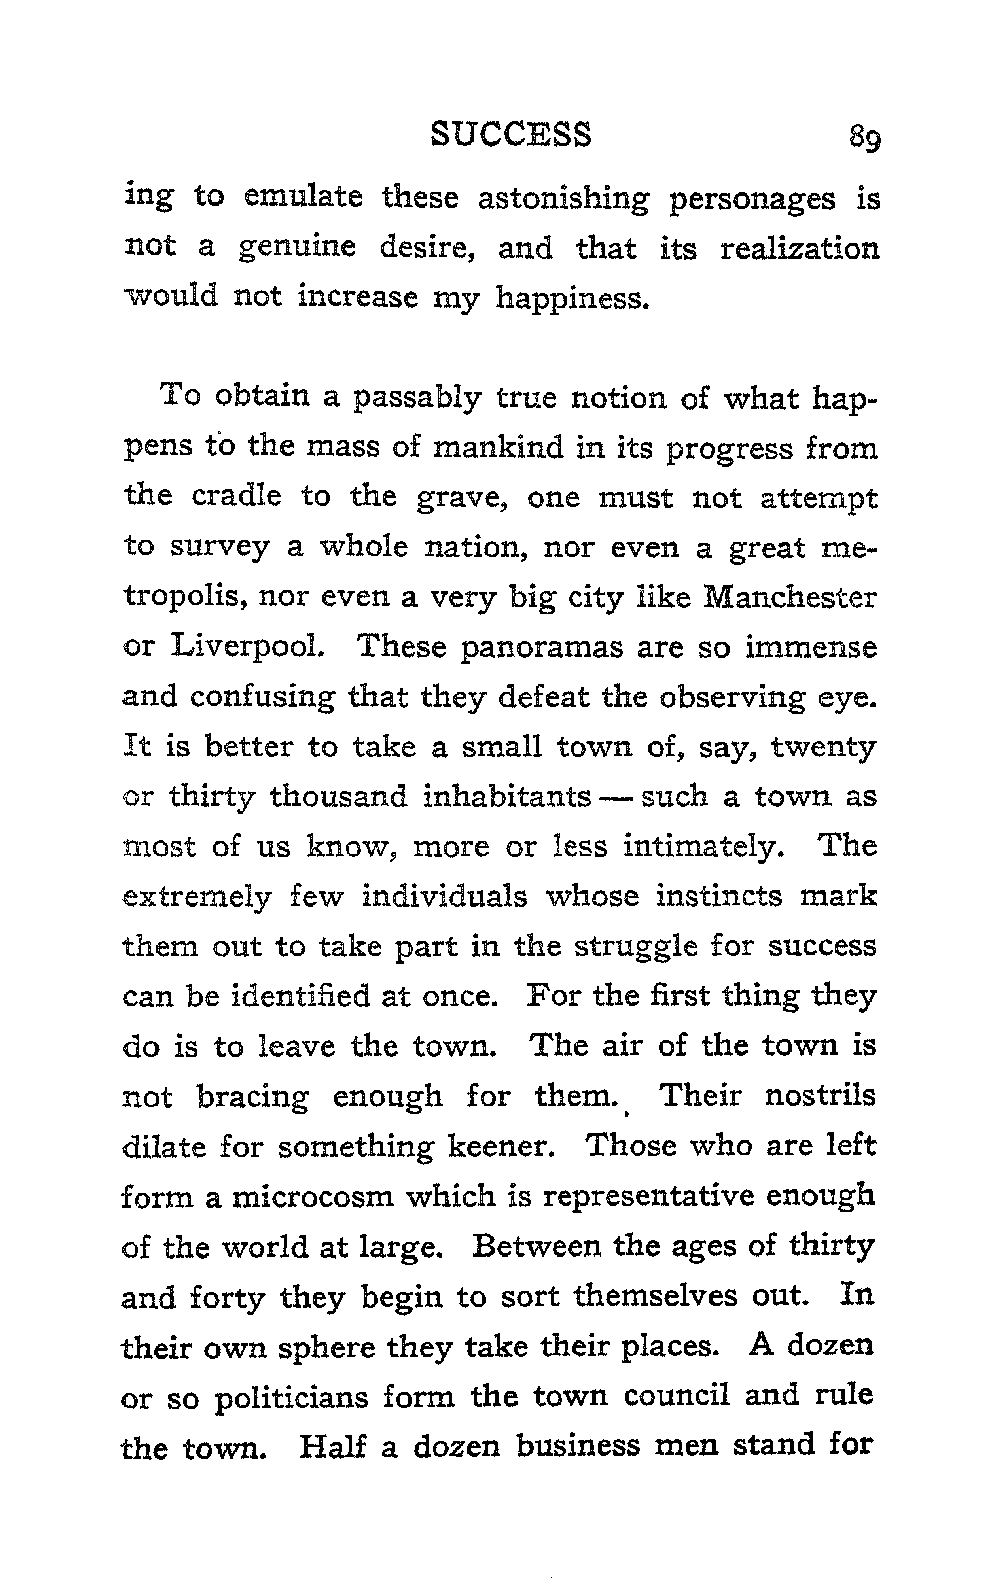 SUCCESS 89
ing to emulate these astonishing personages is
not a genuine desire, and that its realization
would not increase my happiness.
To obtain a passably true notion of what hap-
pens to the mass of mankind in its progress from
the cradle to the grave, one must not attempt
to survey a whole nation, nor even a great me-
tropolis, nor even a very big city like Manchester
or Liverpool. These panoramas are so immense
and confusing that they defeat the observing eye.
It is better to take a small town of, say, twenty
or thirty thousand inhabitants — such a town as
most of us know, more or less intimately. The
extremely few individuals whose instincts mark
them out to take part in the struggle for success
can be identified at once. For the first thing they
do is to leave the town. The air of the town is
not bracing enough for them. Their nostrils
dilate for something keener. Those who are left
form a microcosm which is representative enough
of the world at large. Between the ages of thirty
and forty they begin to sort themselves out. In
their own sphere they take their places. A dozen
or so politicians form the town council and rule
the town. Half a dozen business men stand for